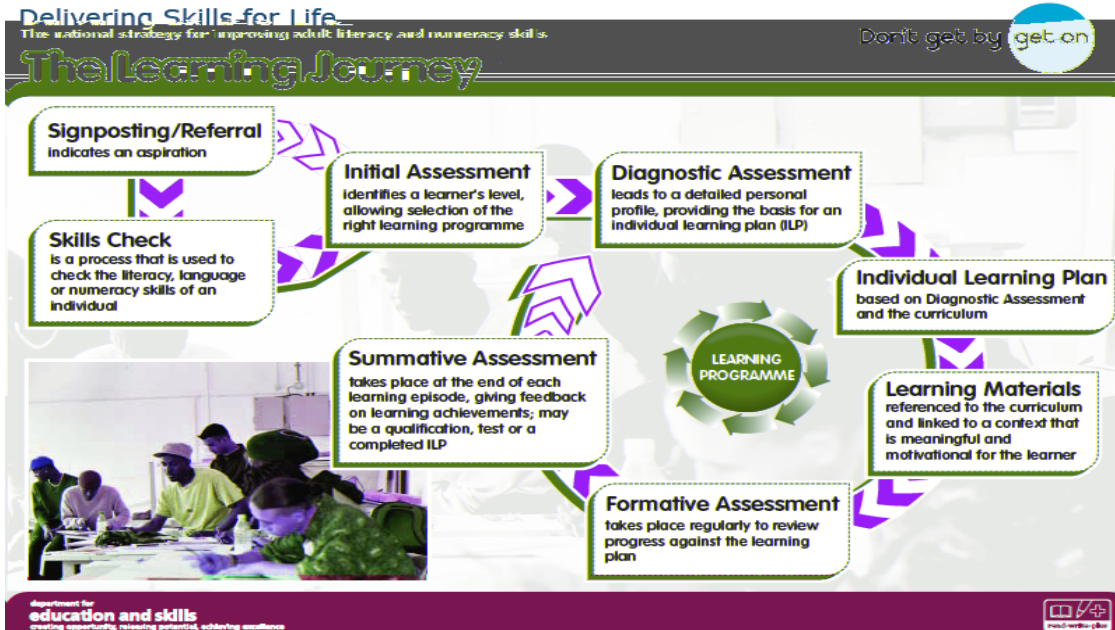 Delivering Skills for Life
The national strategy for improving adult literacy and numeracy skills
Don't get by get on
The Learning Journey
Signposting/Referral
indicates an aspiration
Skills Check
is a process that is used to
check the literacy, language
or numeracy skills of an
individual
Initial Assessment
identifies a learner's level,
allowing selection of the
right learning programme
Diagnostic Assessment
leads to a detailed personal
profile, providing the basis for an
individual learning plan (ILP)
Individual Learning Plan
based on Diagnostic Assessment
and the curriculum
Learning Materials
referenced to the curriculum
and linked to a context that
is meaningful and
motivational for the learner
Formative Assessment
takes place regularly to review
progress against the learning
plan
Summative Assessment
takes place at the end of each
learning episode, giving feedback
on learning achievements; may
be a qualification, test or a
completed ILP
LEARNING
PROGRAMME
department for
education and skills
creating opportunity, releasing potential, achieving excellence
read-write-plus